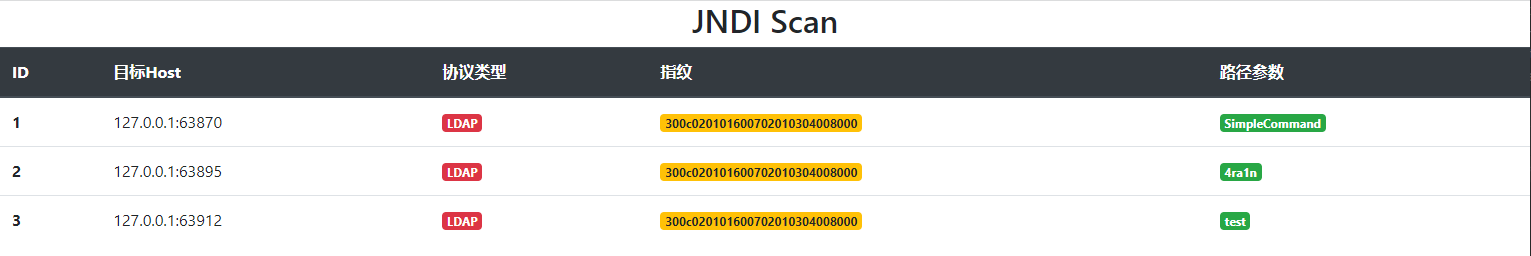 JNDI Scan
ID 目标Host 协议类型 指纹 路径参数
1 127.0.0.1:63870 LDAP 300c020101600702010304008000 SimpleCommand
2 127.0.0.1:63895 LDAP 300c020101600702010304008000 4ra1n
3 127.0.0.1:63912 LDAP 300c020101600702010304008000 test